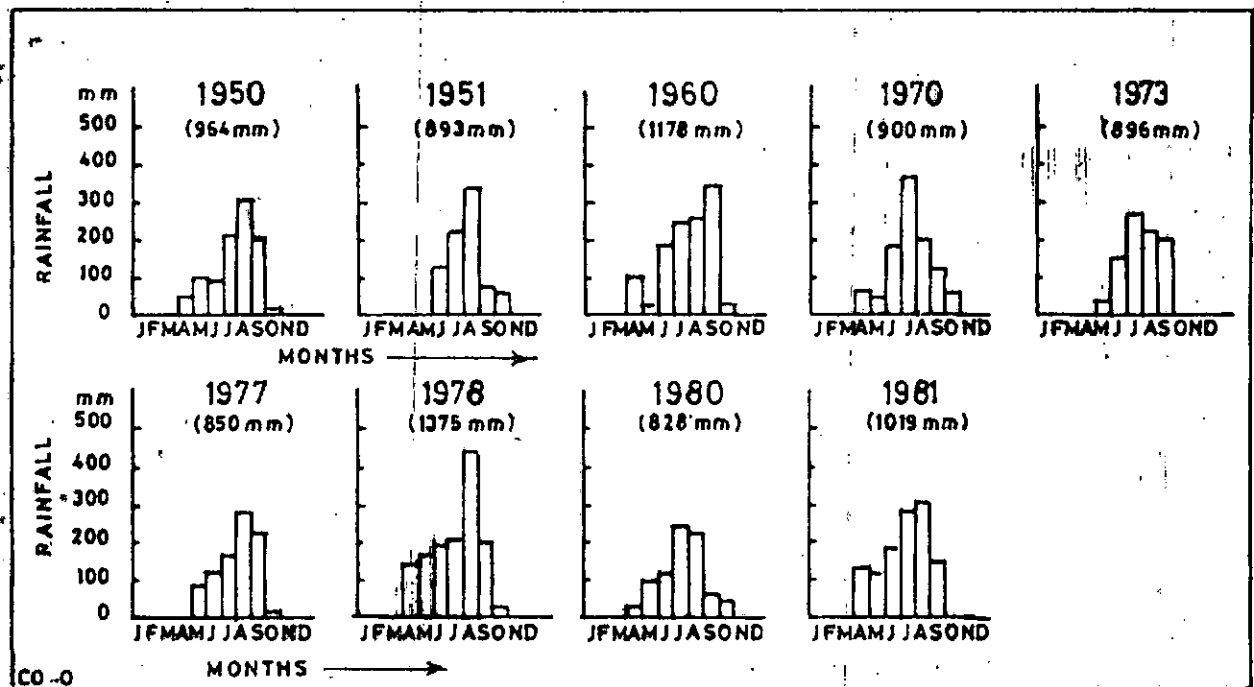 mm 1950 1951 1960 1970 1973
(964mm) (893mm) (1178 mm) (900 mm) (896mm)
500
400
300
200
100
0
RAINFALL
JFMAMJJASOND JFMAMJJASOND JFMAMJJASOND JFMAMJJASOND JFMAMJJASOND
MONTHS
mm 1977 1978 1980 1981
(850 mm) (1375 mm) (828 mm) (1019 mm)
500
400
300
200
100
0
RAINFALL
JFMAMJJASOND JFMAMJJASOND JFMAMJJASOND JFMAMJJASOND
MONTHS